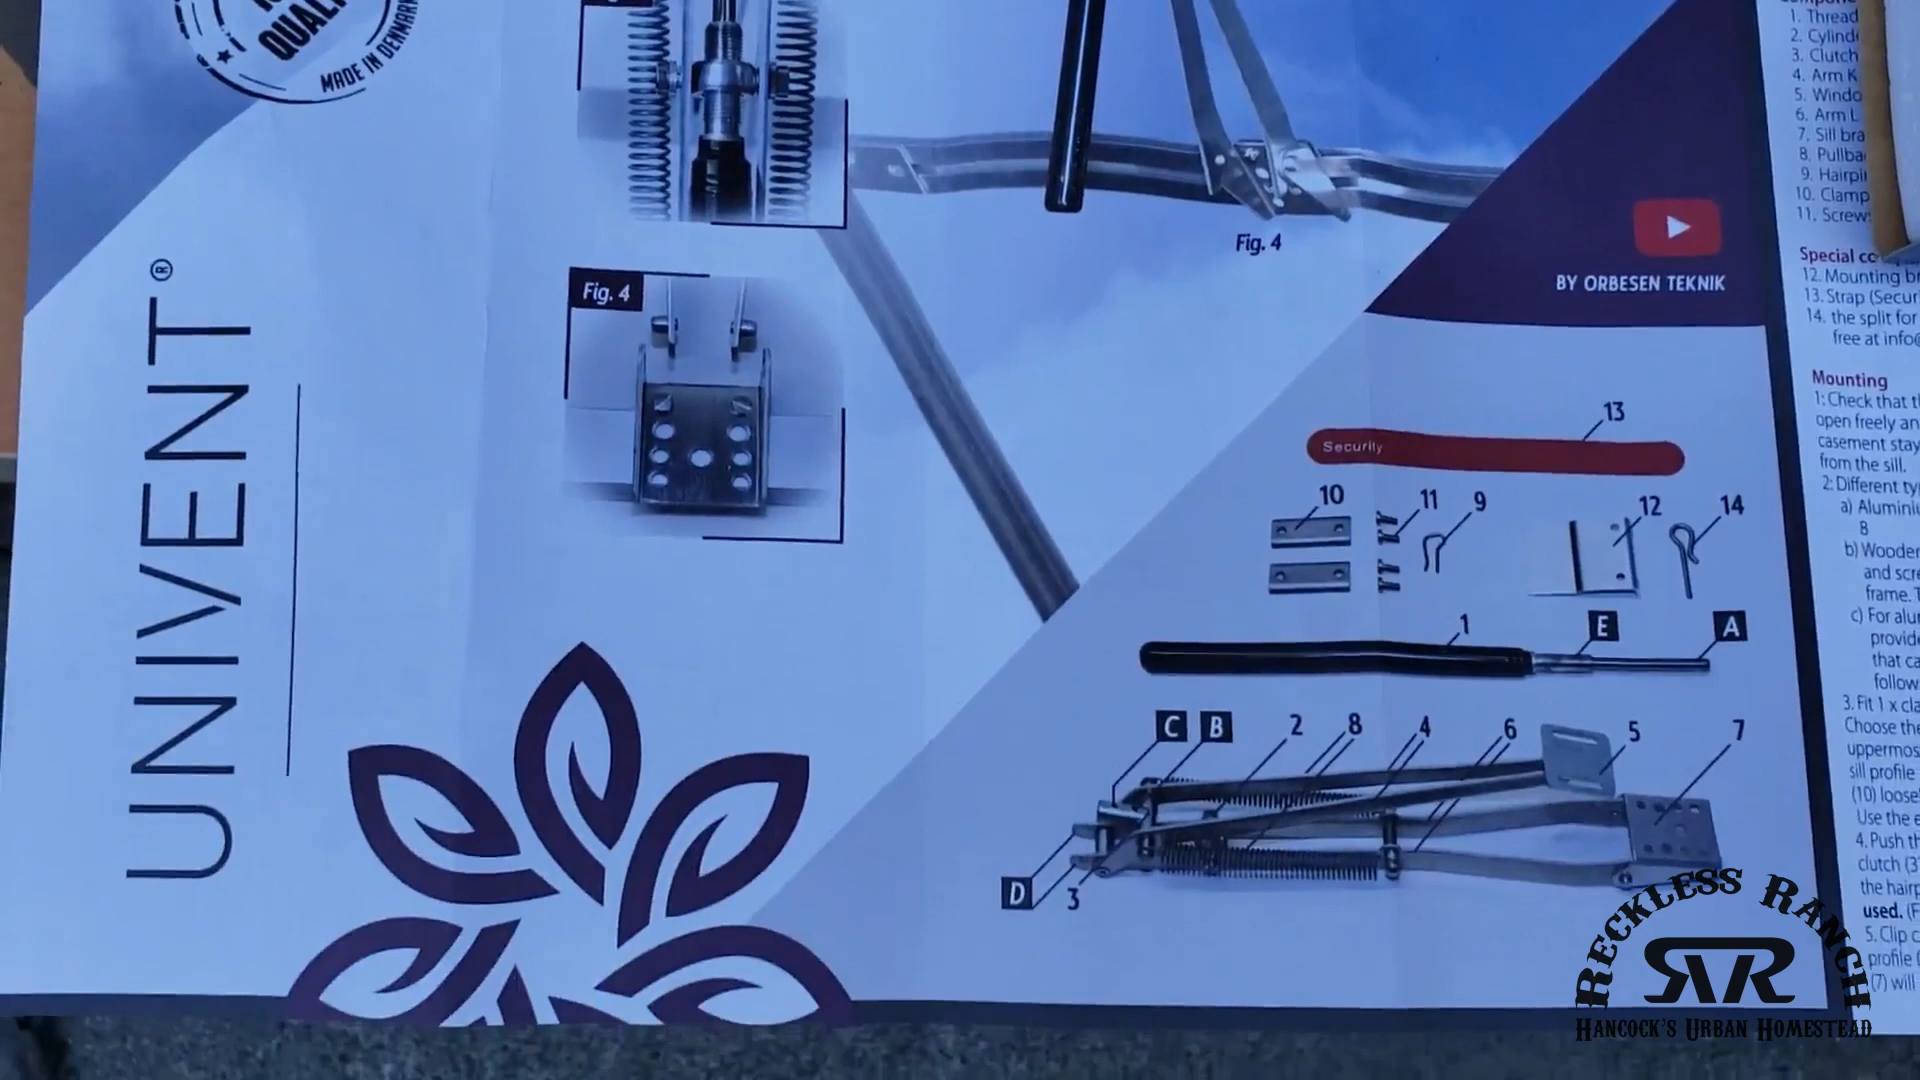 QUALI
MADE IN DENMARK
UNIVENT®
Fig. 4
Fig. 4
BY ORBESEN TEKNIK
Security
13
10
11
9
12
14
1
E
A
C
B
2
8
4
6
5
7
D
3
1. Thread
2. Cylind
3. Clutch
4. Arm K
5. Windo
6. Arm L
7. Sill bra
8. Pullba
9. Hairpi
10. Clamp
11. Screw
Special co
12. Mounting br
13. Strap (Secur
14. the split for
free at info@
Mounting
1: Check that t
open freely an
casement stay
from the sill.
2: Different ty
a) Alumini
B
b) Wooden
and scre
frame. T
c) For alum
provide
that ca
follow
3. Fit 1 x cla
Choose the
uppermos
sill profile
(10) loose
Use the e
4. Push th
clutch (3
the hairp
used. (F
5. Clip c
profile (
(7) will
RECKLESS RANCH
RR
HANCOCK'S URBAN HOMESTEAD